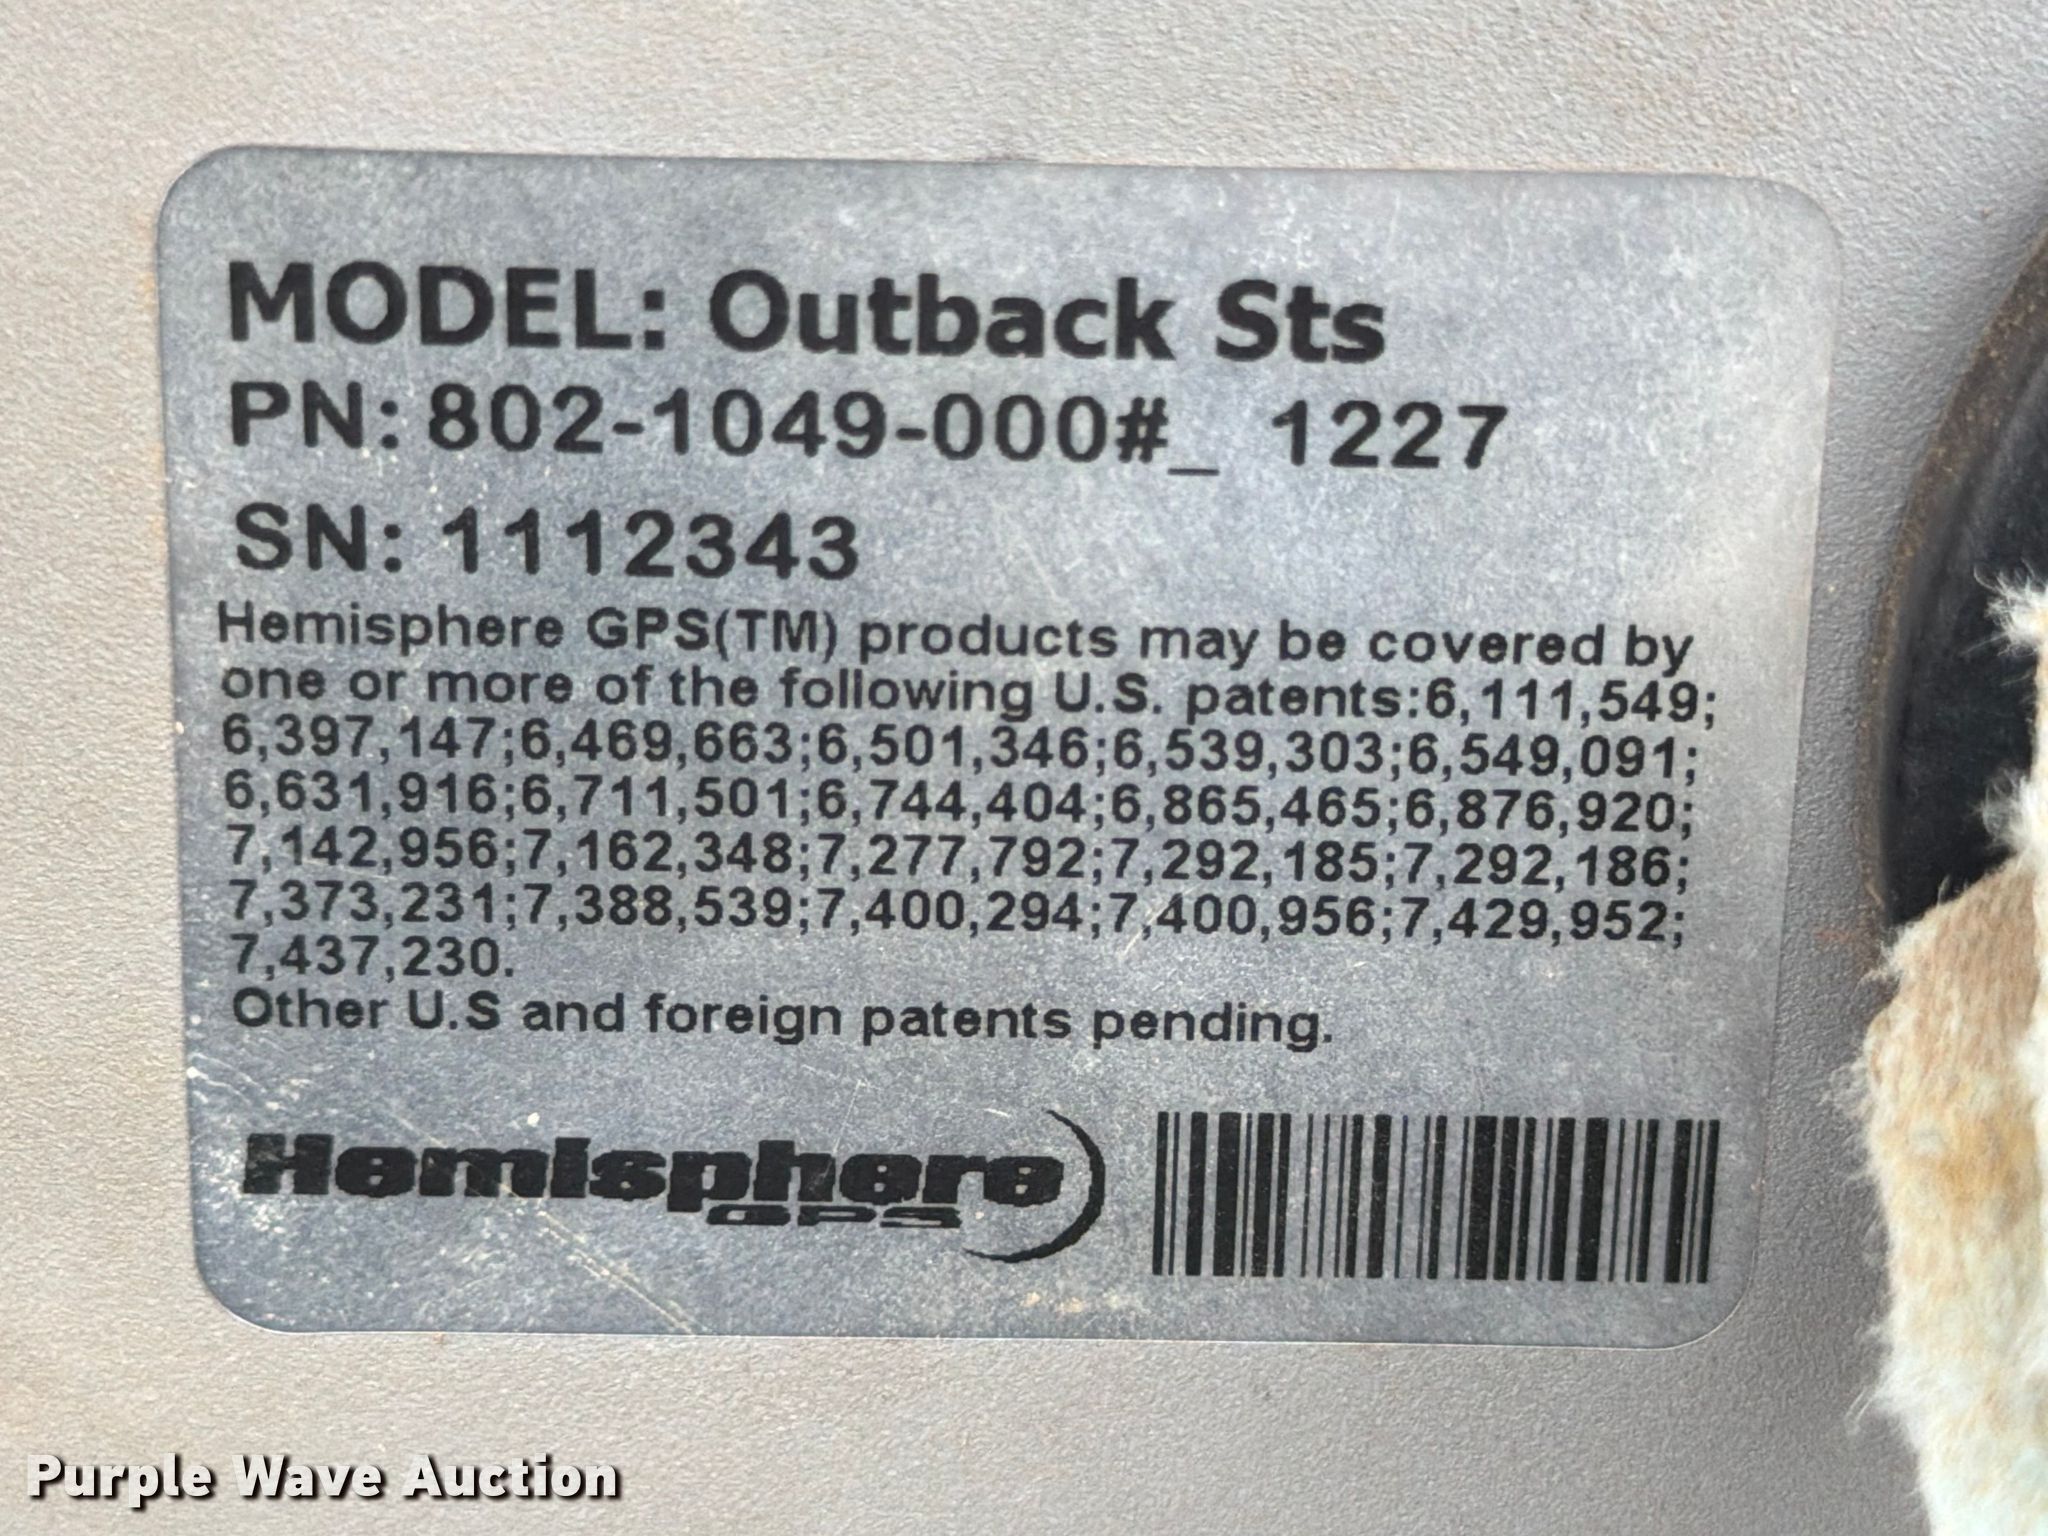 MODEL: Outback Sts
PN: 802-1049-000#_ 1227
SN: 1112343
Hemisphere GPS(TM) products may be covered by
one or more of the following U.S. patents:6,111,549;
6,397,147;6,469,663;6,501,346;6,539,303;6,549,091;
6,631,916;6,711,501;6,744,404;6,865,465;6,876,920;
7,142,956;7,162,348;7,277,792;7,292,185;7,292,186;
7,373,231;7,388,539;7,400,294;7,400,956;7,429,952;
7,437,230.
Other U.S and foreign patents pending.
Hemisphere
GPS
Purple Wave Auction